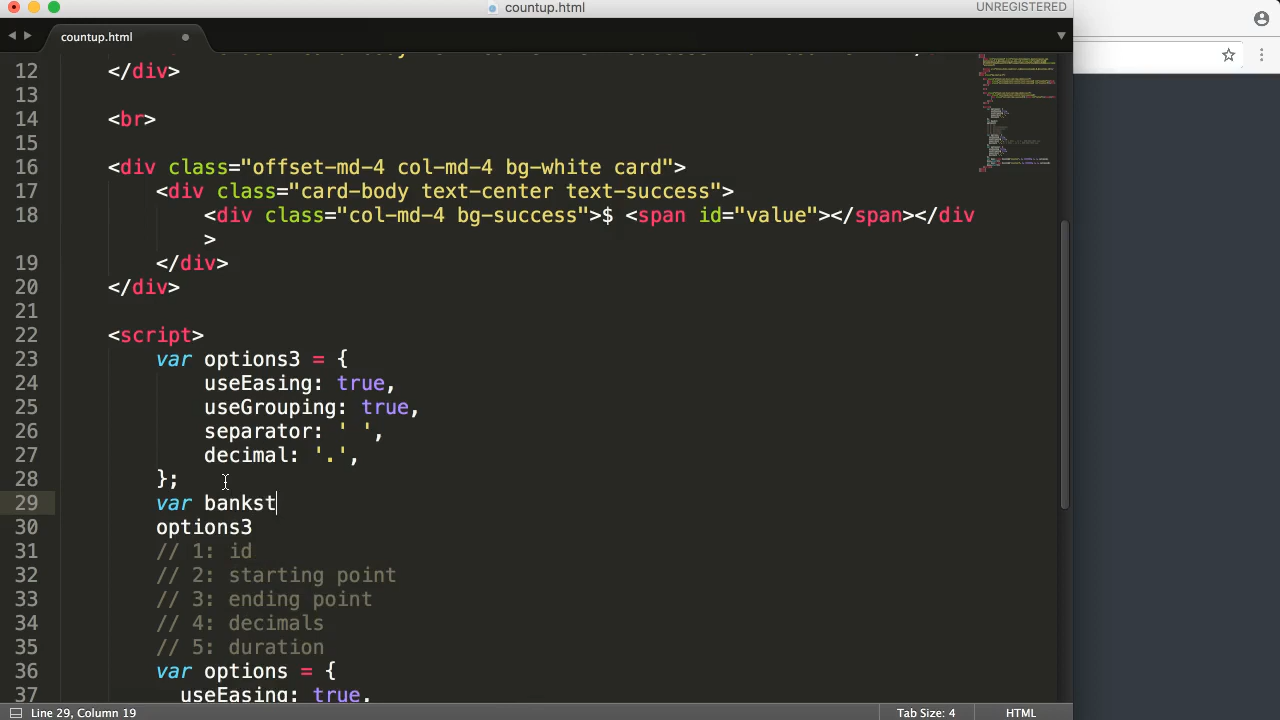 countup.html
UNREGISTERED
countup.html
12 </div>
13
14 <br>
15
16 <div class="offset-md-4 col-md-4 bg-white card">
17 <div class="card-body text-center text-success">
18 <div class="col-md-4 bg-success">$ <span id="value"></span></div
>
19 </div>
20 </div>
21
22 <script>
23 var options3 = {
24 useEasing: true,
25 useGrouping: true,
26 separator: ' ',
27 decimal: '.',
28 };
29 var bankst
30 options3
31 // 1: id
32 // 2: starting point
33 // 3: ending point
34 // 4: decimals
35 // 5: duration
36 var options = {
37 useEasing: true,
Line 29, Column 19
Tab Size: 4
HTML